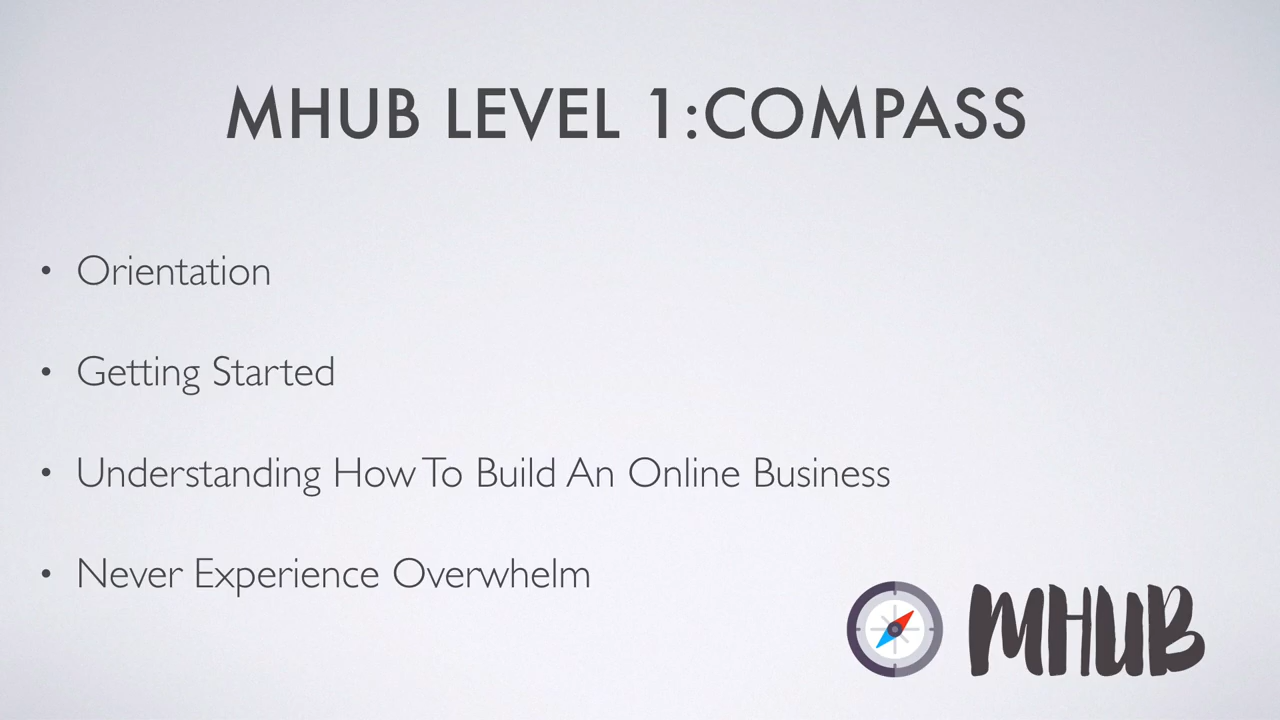 MHUB LEVEL 1:COMPASS
• Orientation
• Getting Started
• Understanding How To Build An Online Business
• Never Experience Overwhelm
MHUB